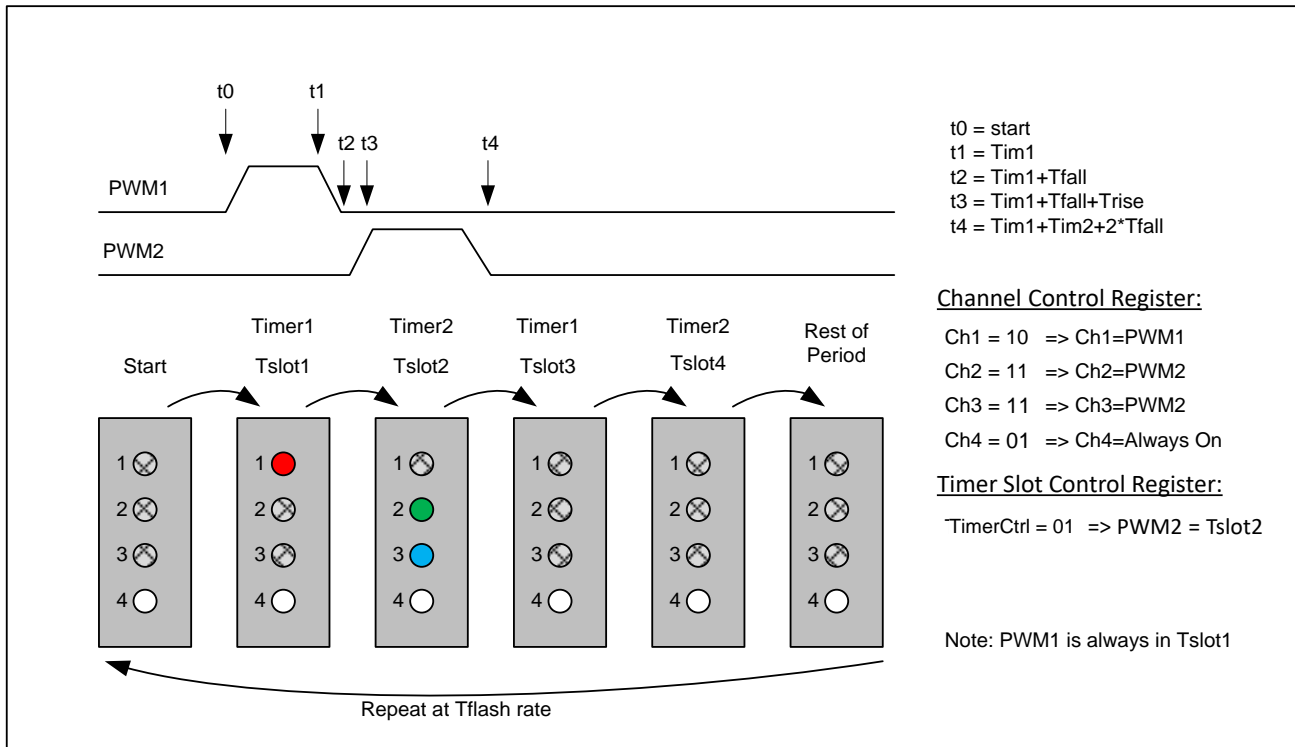 t0
t1
t2
t3
t4
PWM1
PWM2
t0 = start
t1 = Tim1
t2 = Tim1+Tfall
t3 = Tim1+Tfall+Trise
t4 = Tim1+Tim2+2*Tfall
Channel Control Register:
Ch1 = 10 => Ch1=PWM1
Ch2 = 11 => Ch2=PWM2
Ch3 = 11 => Ch3=PWM2
Ch4 = 01 => Ch4=Always On
Timer Slot Control Register:
TimerCtrl = 01 => PWM2 = Tslot2
Note: PWM1 is always in Tslot1
Start
Timer1
Tslot1
Timer2
Tslot2
Timer1
Tslot3
Timer2
Tslot4
Rest of
Period
1
2
3
4
1
2
3
4
1
2
3
4
1
2
3
4
1
2
3
4
1
2
3
4
Repeat at Tflash rate